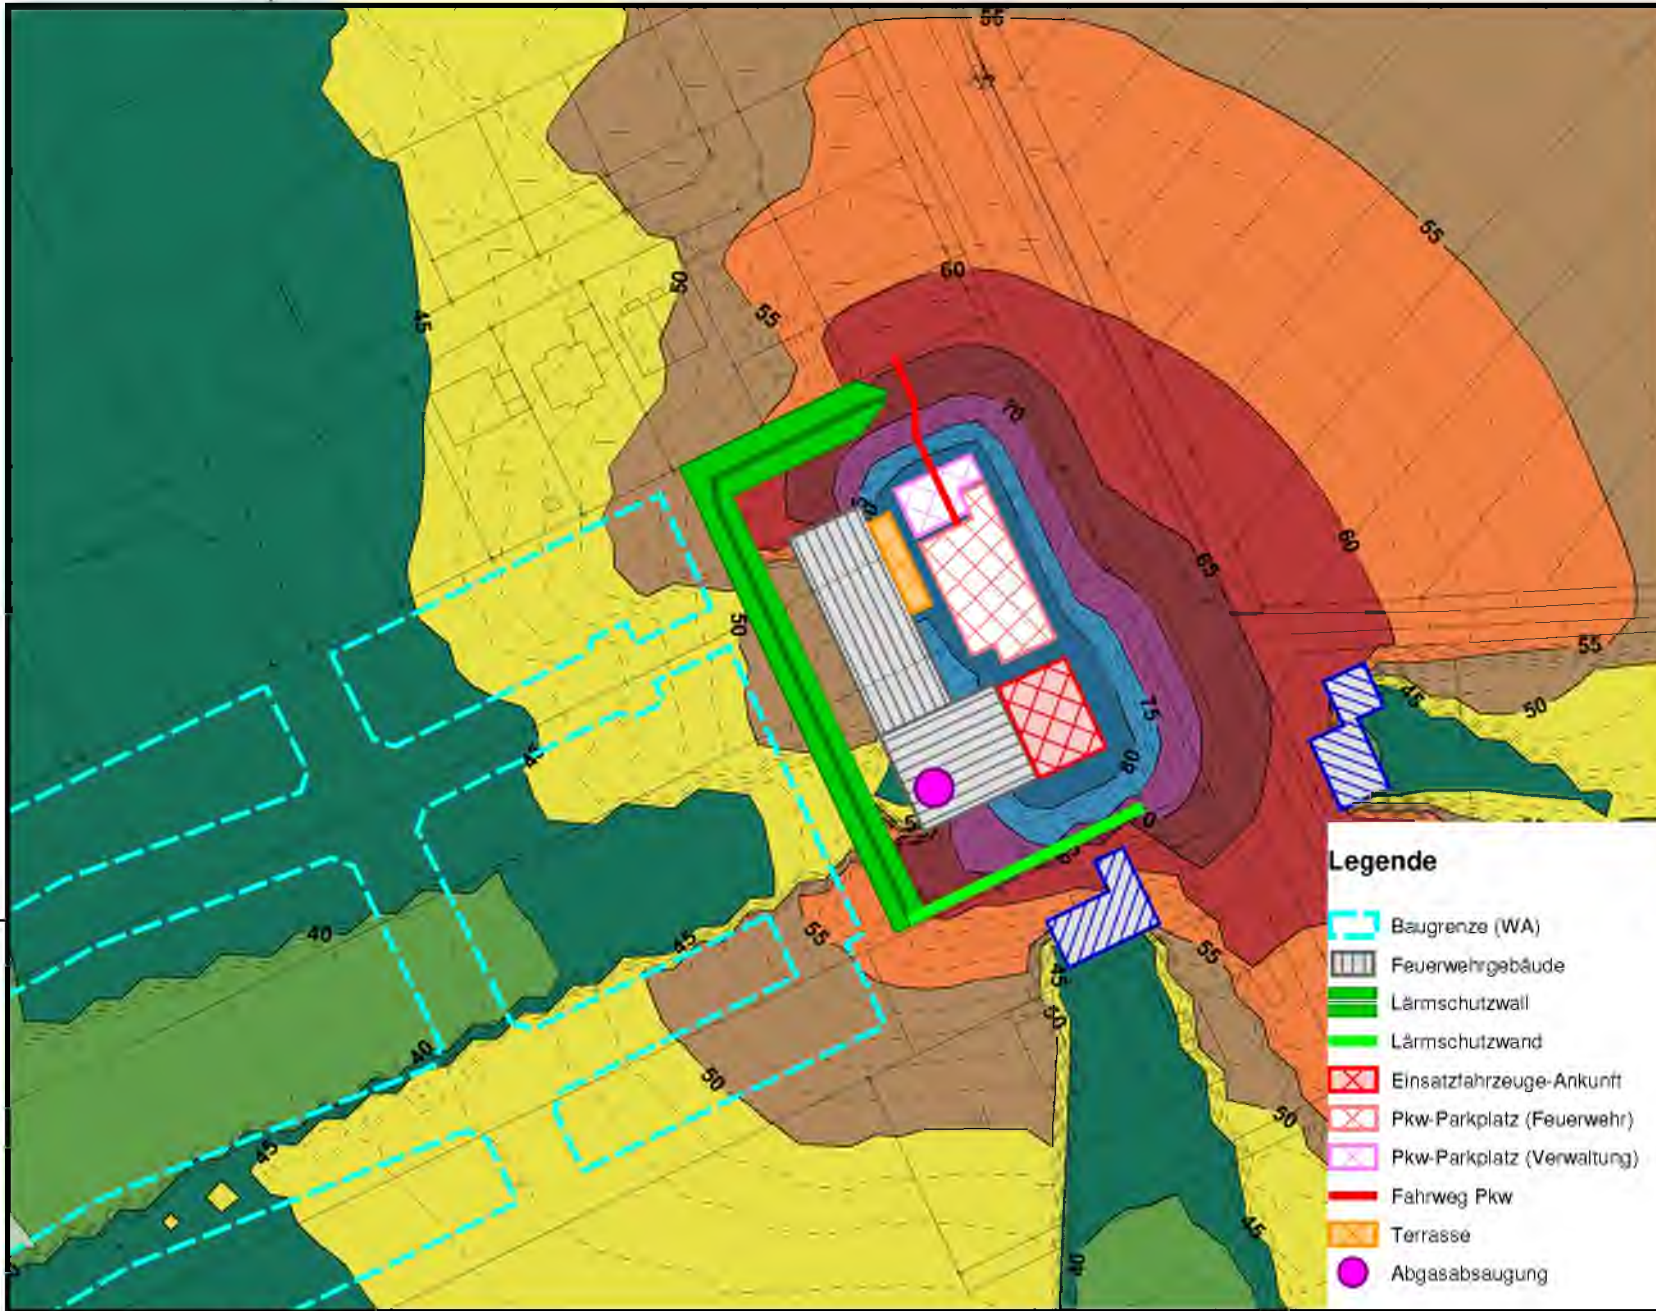 55
55
60
50
45
55
70
70
60
65
50
55
45
50
75
80
45
55
45
40
55
45
50
40
50
50
45
45
40
Legende
Baugrenze (WA)
Feuerwehrgebäude
Lärmschutzwall
Lärmschutzwand
Einsatzfahrzeuge-Ankunft
Pkw-Parkplatz (Feuerwehr)
Pkw-Parkplatz (Verwaltung)
Fahrweg Pkw
Terrasse
Abgasabsaugung